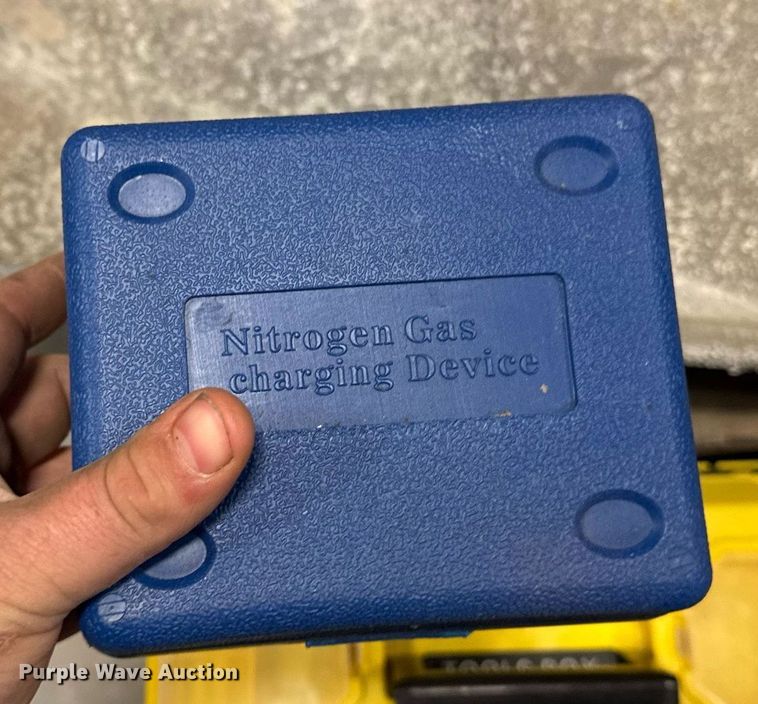 Nitrogen Gas
charging Device
TOOLS BOX
Purple Wave Auction